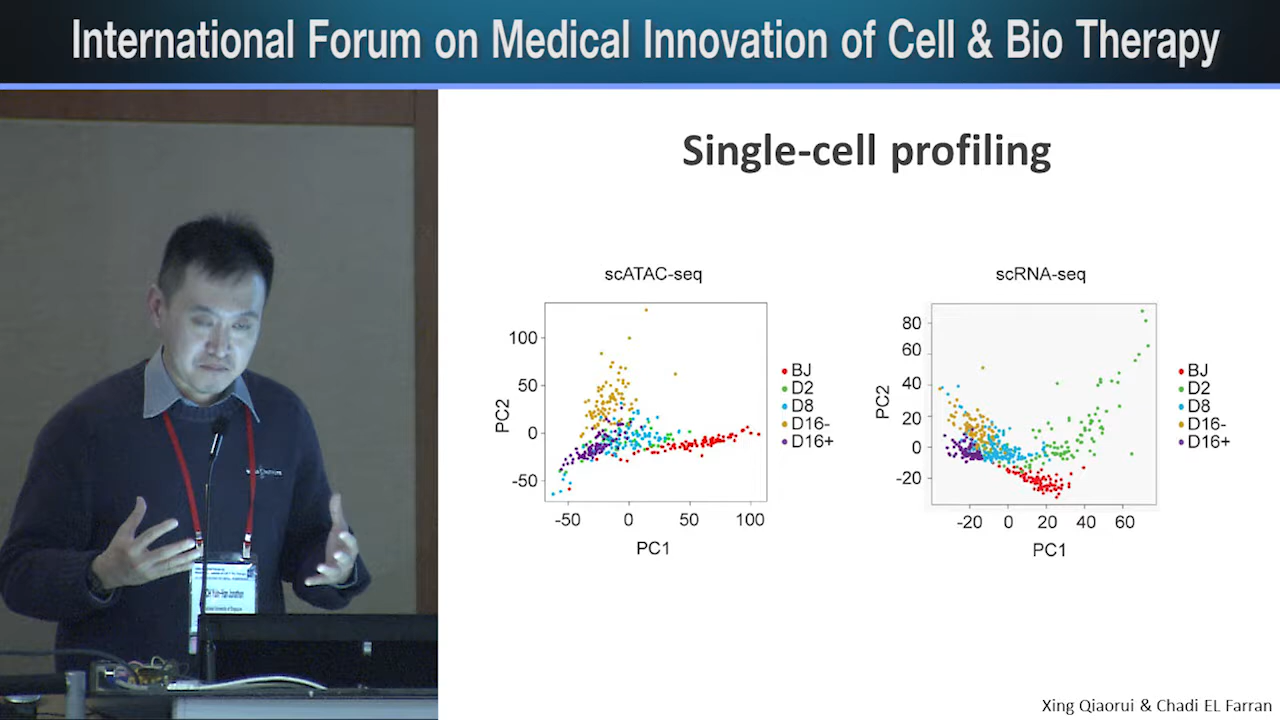 International Forum on Medical Innovation of Cell & Bio Therapy
Single-cell profiling
scATAC-seq
100
50
0
-50
PC2
-50 0 50 100
PC1
BJ
D2
D8
D16-
D16+
scRNA-seq
80
60
40
20
0
-20
PC2
-20 0 20 40 60
PC1
BJ
D2
D8
D16-
D16+
Xing Qiaorui & Chadi EL Farran